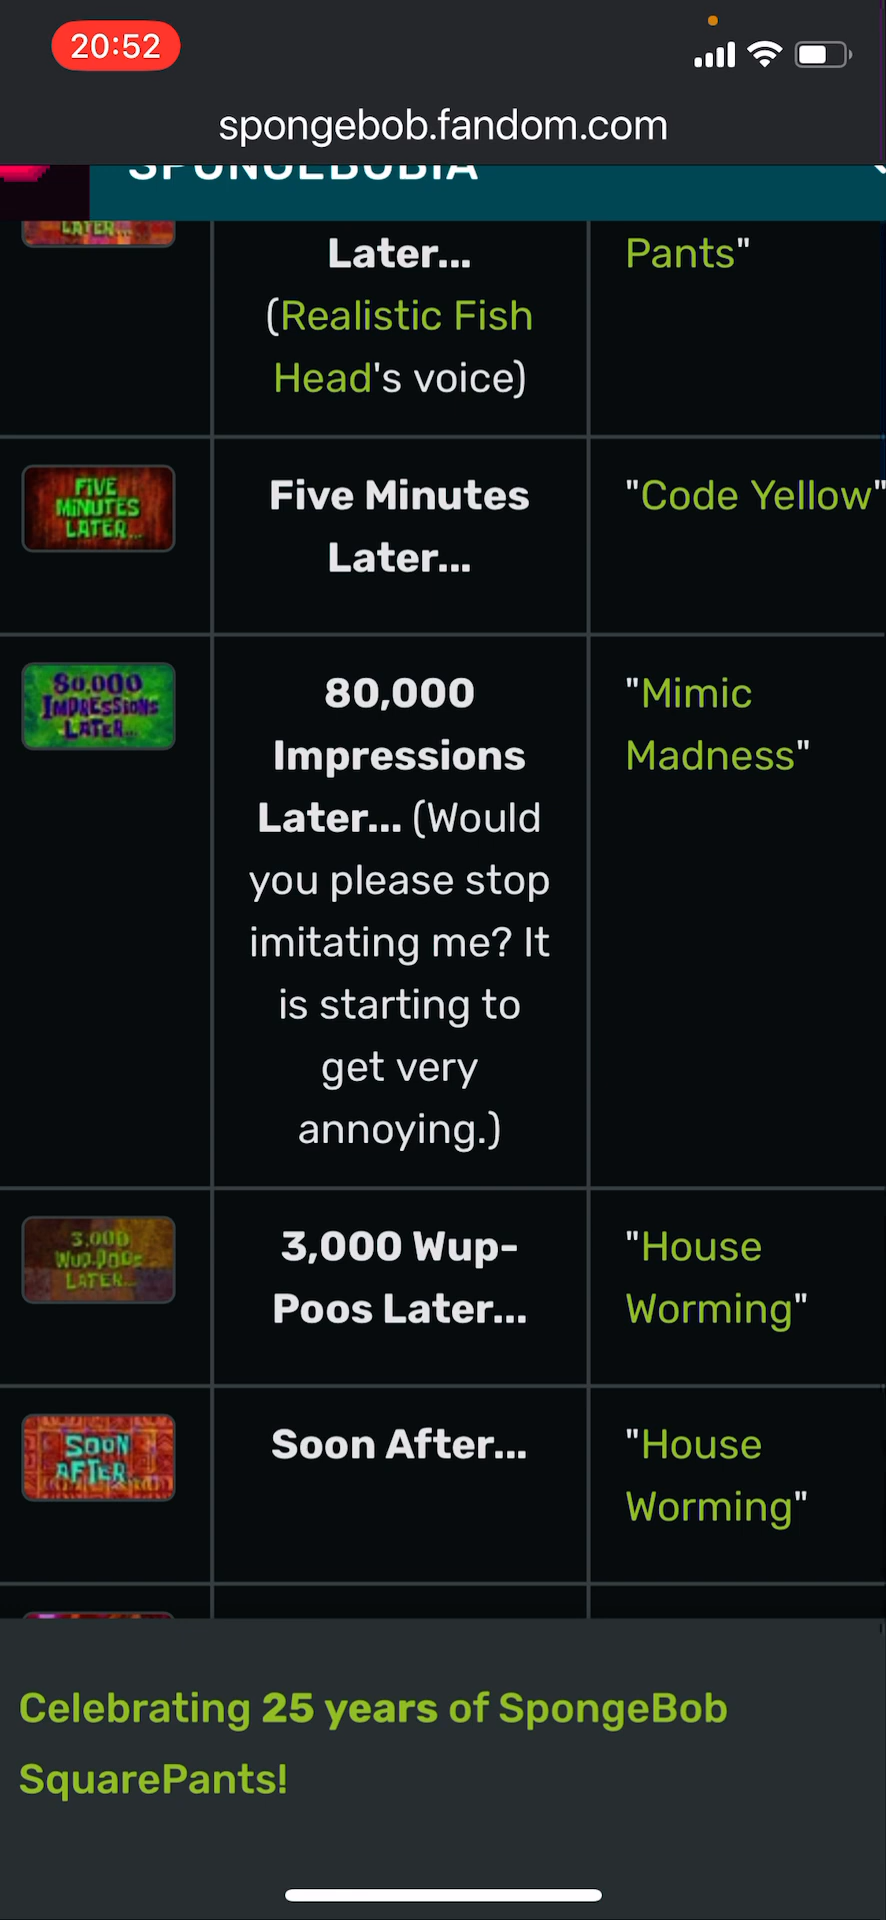 20:52
spongebob.fandom.com
SPONGEBOBIA
LATER...
Later...
(Realistic Fish
Head's voice)
Pants"
FIVE
MINUTES
LATER...
Five Minutes
Later...
"Code Yellow"
80,000
IMPRESSIONS
LATER...
80,000
Impressions
Later... (Would
you please stop
imitating me? It
is starting to
get very
annoying.)
"Mimic
Madness"
3,000
WUP-POOS
LATER...
3,000 Wup-
Poos Later...
"House
Worming"
SOON
AFTER...
Soon After...
"House
Worming"
Celebrating 25 years of SpongeBob
SquarePants!